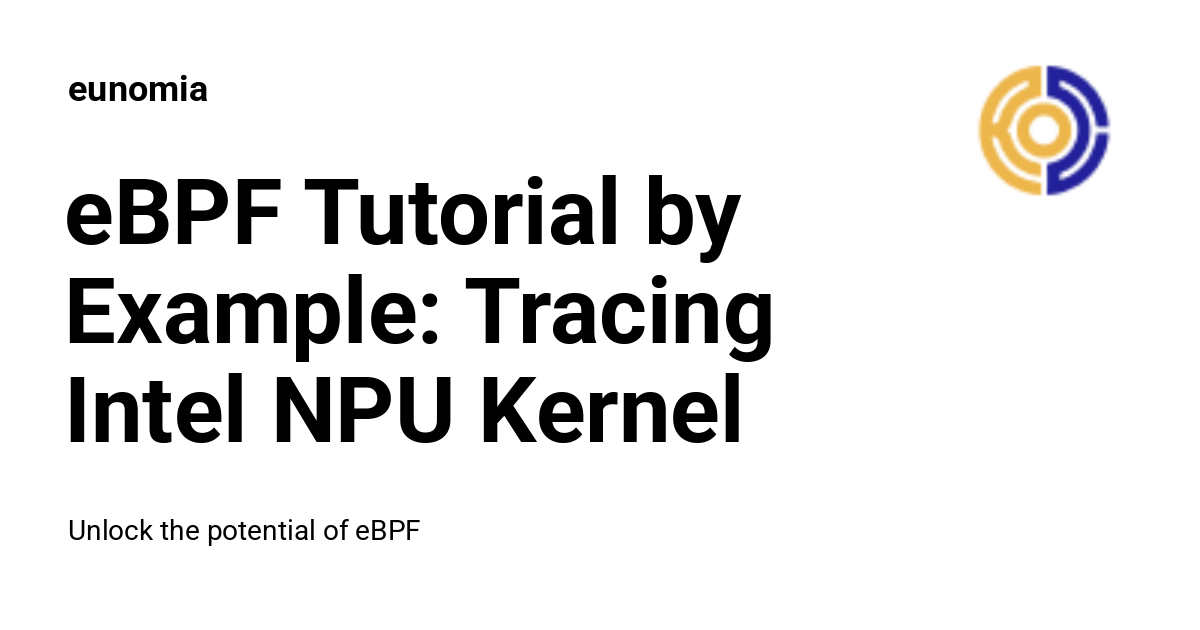 eunomia
eBPF Tutorial by
Example: Tracing
Intel NPU Kernel
Unlock the potential of eBPF